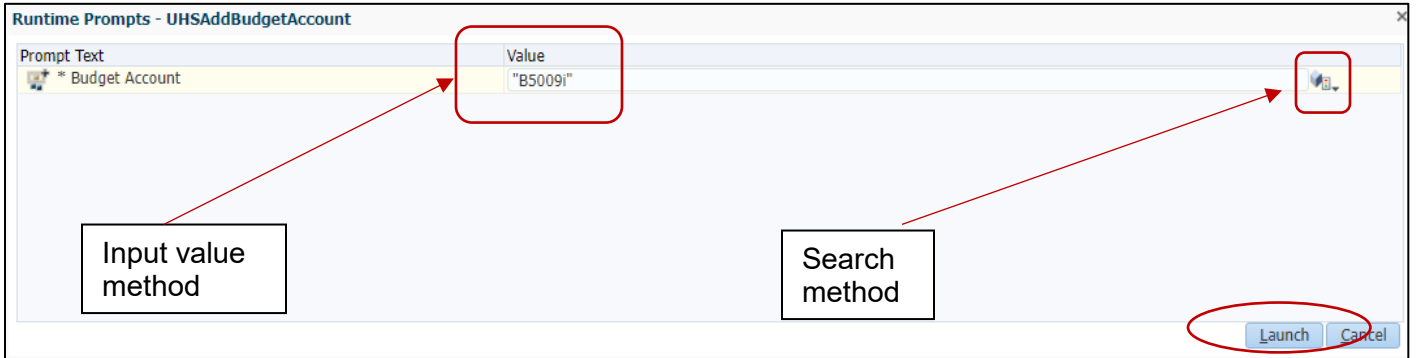 Runtime Prompts - UHSAddBudgetAccount
Prompt Text Value
* Budget Account "B5009i"
Input value
method
Search
method
Launch Cancel